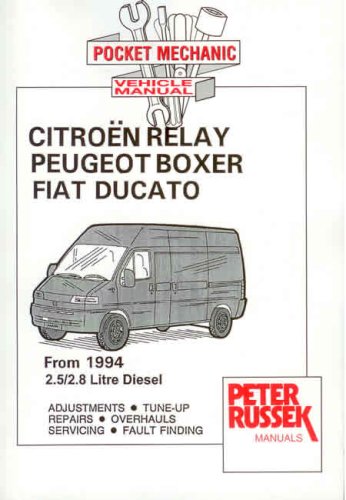 POCKET MECHANIC
VEHICLE
MANUAL
CITROËN RELAY
PEUGEOT BOXER
FIAT DUCATO
From 1994
2.5/2.8 Litre Diesel
ADJUSTMENTS ● TUNE-UP
REPAIRS ● OVERHAULS
SERVICING ● FAULT FINDING
PETER
RUSSEK
MANUALS